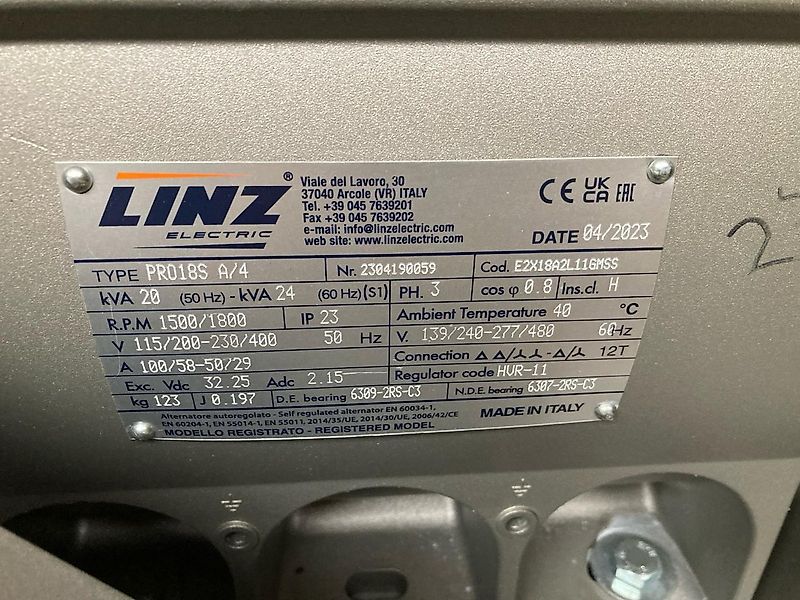 LINZ®
ELECTRIC
Viale del Lavoro, 30
37040 Arcole (VR) ITALY
Tel. +39 045 7639201
Fax +39 045 7639202
e-mail: info@linzelectric.com
web site: www.linzelectric.com
CE UK CA EAC
DATE 04/2023
TYPE PRO18S A/4 Nr. 2304190059 Cod. E2X18A2L11GMSS
kVA 20 (50 Hz) - kVA 24 (60 Hz) (S1) PH. 3 cos φ 0.8 Ins.cl. H
R.P.M 1500/1800 IP 23 Ambient Temperature 40 °C
V 115/200-230/400 50 Hz V. 139/240-277/480 60Hz
A 100/58-50/29 Connection △△/⅄⅄-△/⅄ 12T
Exc. Vdc 32.25 Adc 2.15 Regulator code HVR-11
kg 123 J 0.197 D.E. bearing 6309-2RS-C3 N.D.E. bearing 6307-2RS-C3
Alternatore autoregolato - Self regulated alternator EN 60034-1,
EN 60204-1, EN 55014-1, EN 55011, 2014/35/UE, 2014/30/UE, 2006/42/CE
MODELLO REGISTRATO - REGISTERED MODEL
MADE IN ITALY